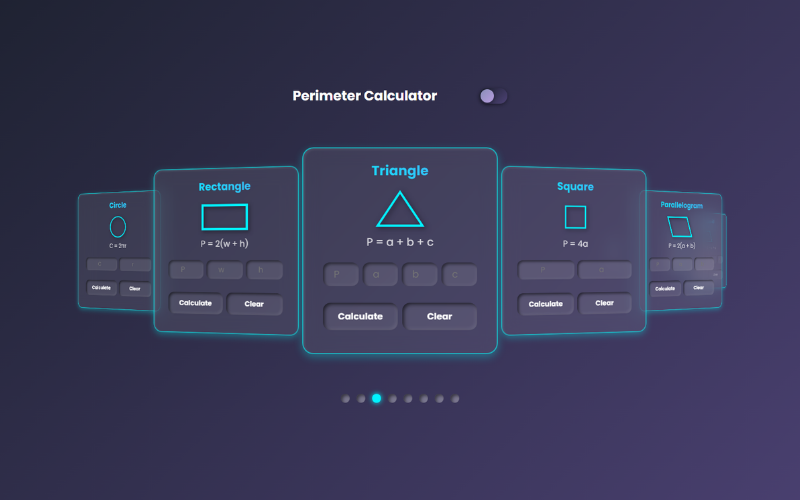 Perimeter Calculator
Circle
C = 2πr
Calculate Clear
Rectangle
P = 2(w + h)
P w h
Calculate Clear
Triangle
P = a + b + c
P a b c
Calculate Clear
Square
P = 4a
P a
Calculate Clear
Parallelogram
P = 2(a + b)
Calculate Clear